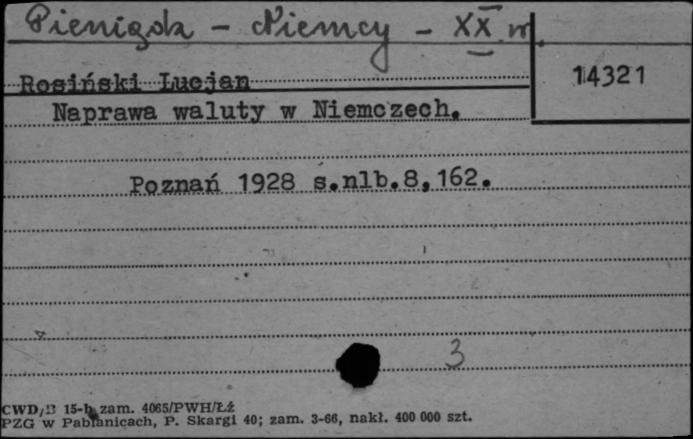 Pieniądz - Niemcy - XX w.
14321
Rosiński Lucjan
Naprawa waluty w Niemczech.
Poznań 1928 s.nlb.8,162.
3
CWD/B 15-b zam. 4065/PWH/Łź
PZG w Pabianicach, P. Skargi 40; zam. 3-66, nakł. 400 000 szt.